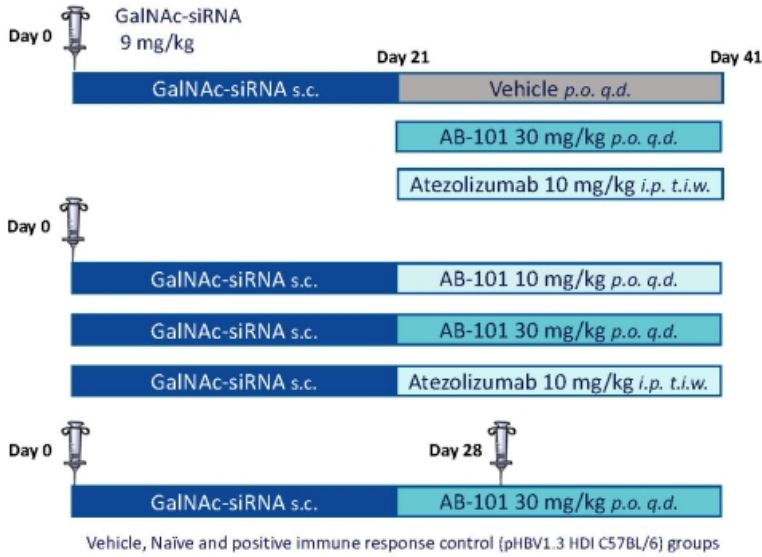 Day 0
GalNAc-siRNA
9 mg/kg
Day 21
Day 41
GalNAc-siRNA s.c.
Vehicle p.o. q.d.
AB-101 30 mg/kg p.o. q.d.
Atezolizumab 10 mg/kg i.p. t.i.w.
Day 0
GalNAc-siRNA s.c.
AB-101 10 mg/kg p.o. q.d.
GalNAc-siRNA s.c.
AB-101 30 mg/kg p.o. q.d.
GalNAc-siRNA s.c.
Atezolizumab 10 mg/kg i.p. t.i.w.
Day 0
Day 28
GalNAc-siRNA s.c.
AB-101 30 mg/kg p.o. q.d.
Vehicle, Naïve and positive immune response control (pHBV1.3 HDI C57BL/6) groups